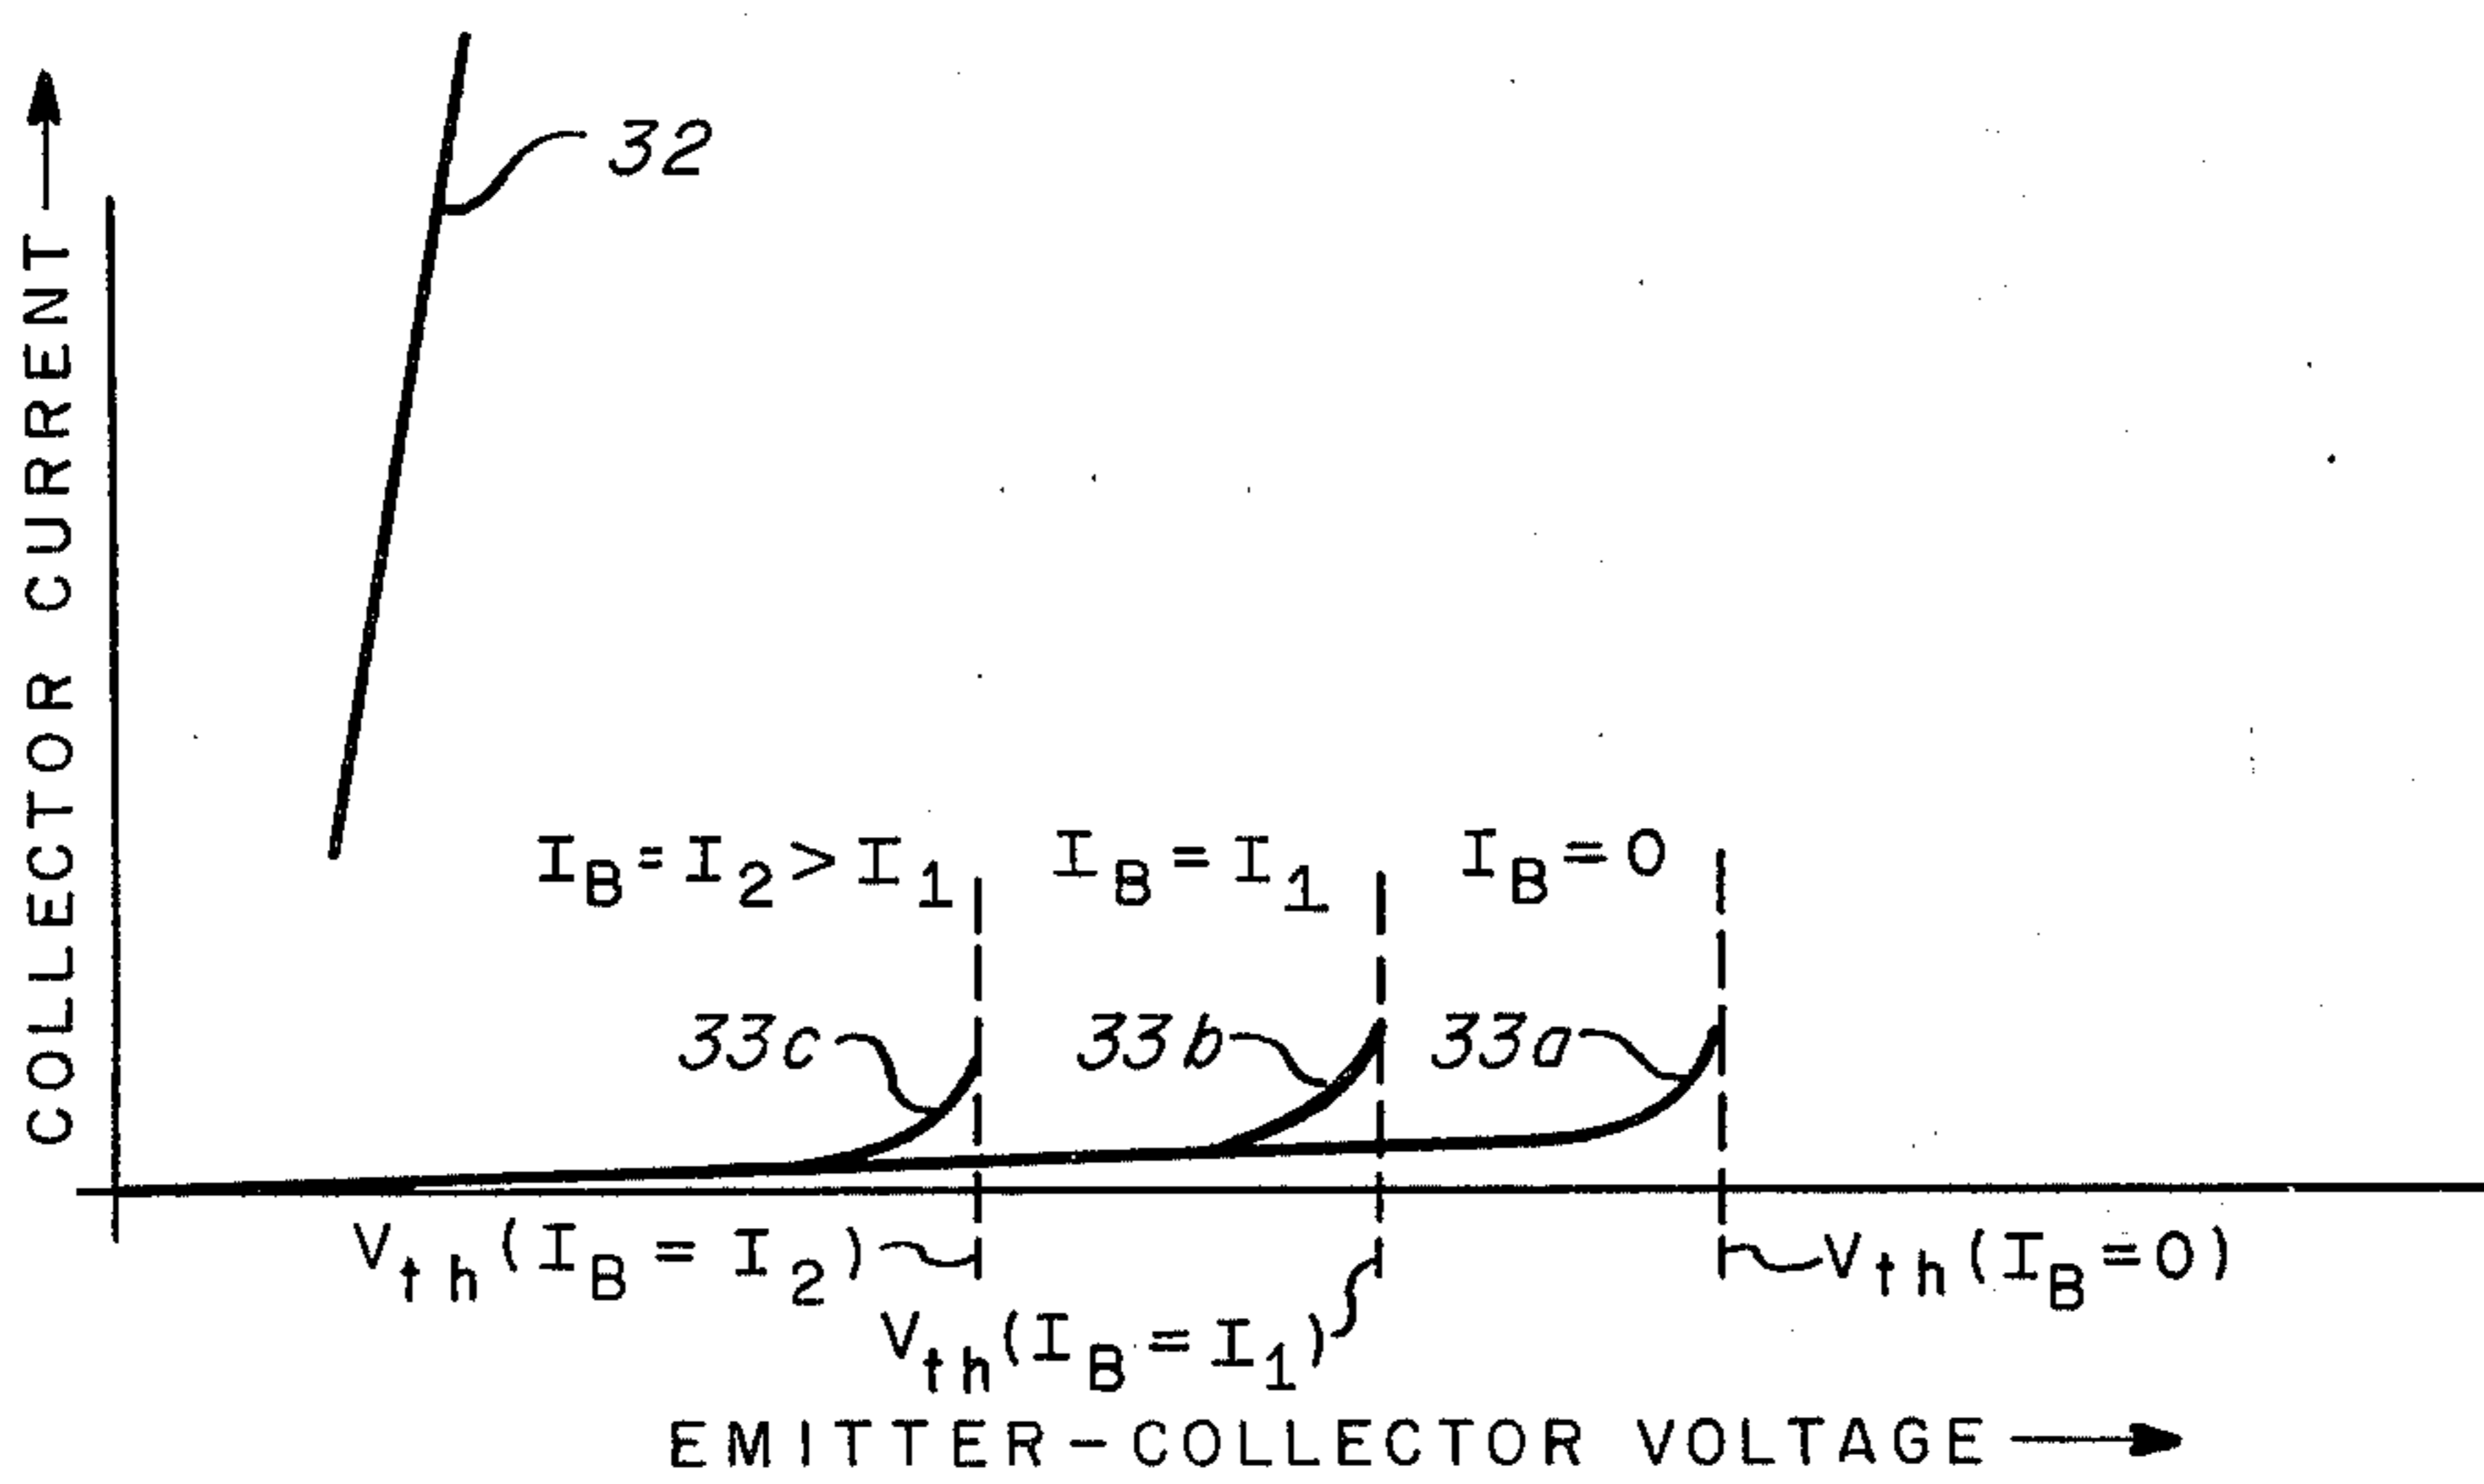 COLLECTOR CURRENT
32
I_B=I_2>I_1
I_B=I_1
I_B=0
33c
33b
33a
V_th(I_B=I_2)
V_th(I_B=0)
V_th(I_B=I_1)
EMITTER-COLLECTOR VOLTAGE